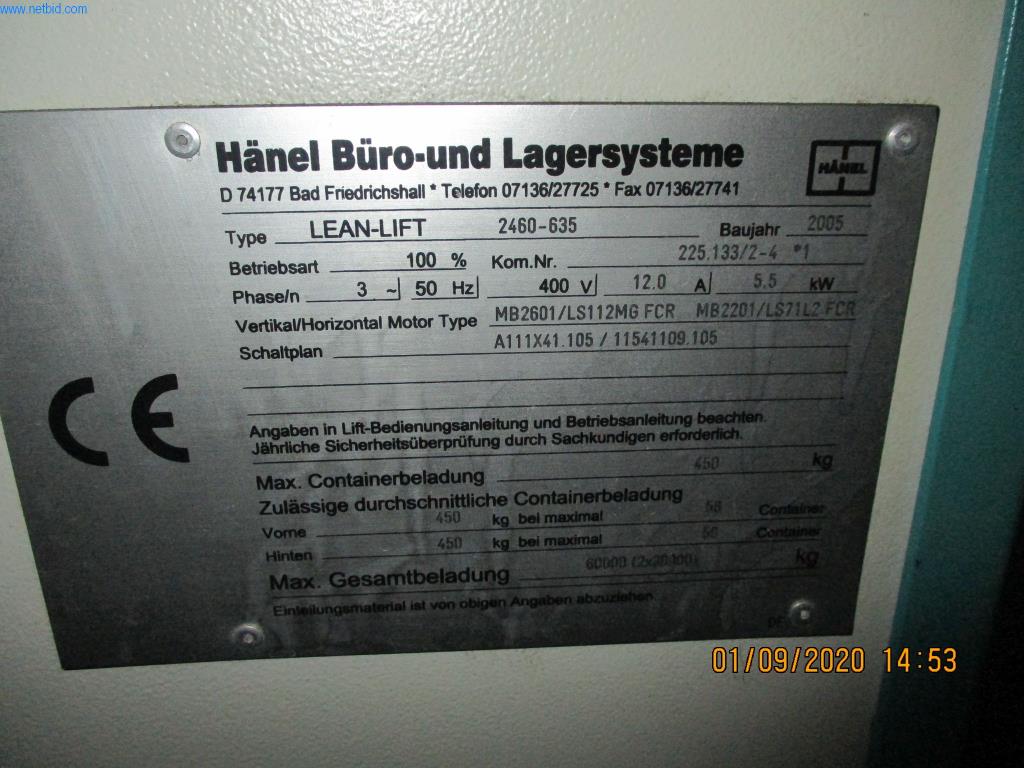 www.netbid.com
Hänel Büro-und Lagersysteme
HÄNEL
D 74177 Bad Friedrichshall * Telefon 07136/27725 * Fax 07136/27741
Type LEAN-LIFT 2460-635 Baujahr 2005
Betriebsart 100 % Kom.Nr. 225.133/2-4 *1
Phase/n 3 ~ 50 Hz 400 V 12.0 A 5.5 kW
Vertikal/Horizontal Motor Type MB2601/LS112MG FCR MB2201/LS71L2 FCR
Schaltplan A111X41.105 / 11541109.105
CE
Angaben in Lift-Bedienungsanleitung und Betriebsanleitung beachten.
Jährliche Sicherheitsüberprüfung durch Sachkundigen erforderlich.
Max. Containerbeladung 450 kg
Zulässige durchschnittliche Containerbeladung
Vorne 450 kg bei maximal Container
Hinten 450 kg bei maximal Container
Max. Gesamtbeladung 60000 kg
Einteilungsmaterial ist von obigen Angaben abzuziehen.
01/09/2020 14:53